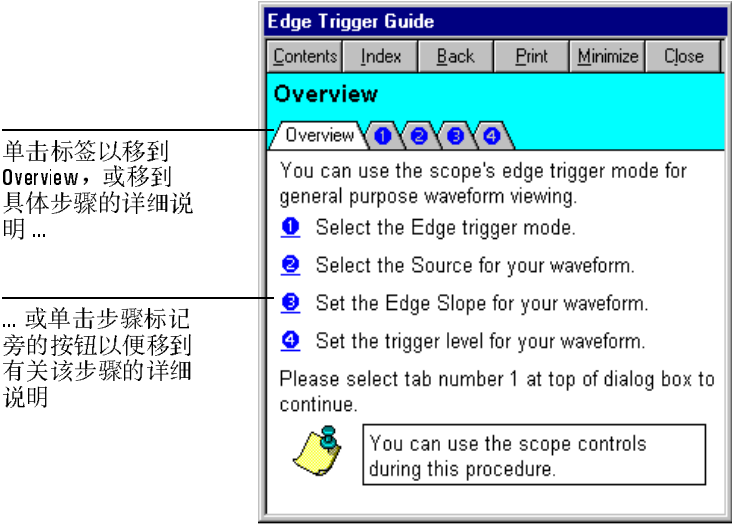 Edge Trigger Guide
Contents Index Back Print Minimize Close
Overview
Overview 1 2 3 4
You can use the scope's edge trigger mode for
general purpose waveform viewing.
1 Select the Edge trigger mode.
2 Select the Source for your waveform.
3 Set the Edge Slope for your waveform.
4 Set the trigger level for your waveform.
Please select tab number 1 at top of dialog box to
continue.
You can use the scope controls
during this procedure.
单击标签以移到
Overview，或移到
具体步骤的详细说
明 ...
... 或单击步骤标记
旁的按钮以便移到
有关该步骤的详细
说明